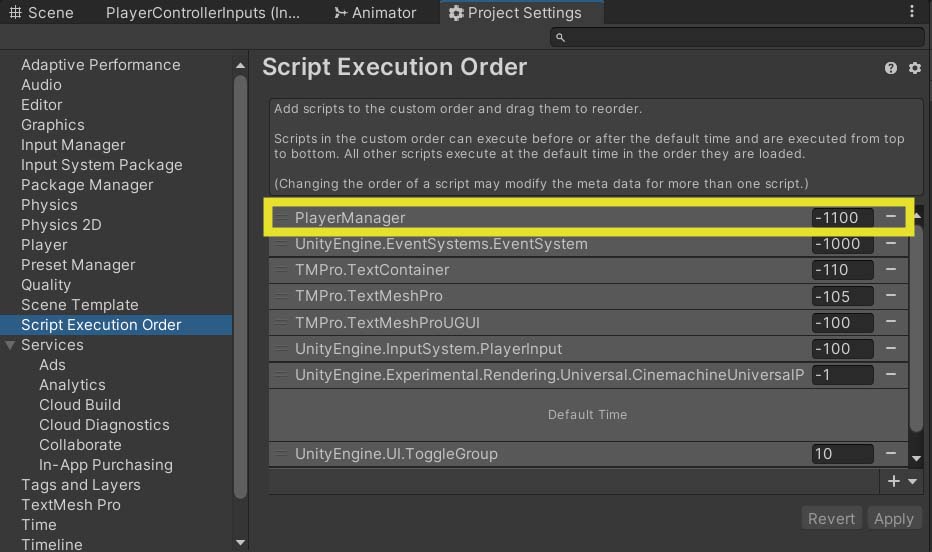 Scene
PlayerControllerInputs (In...
Animator
Project Settings
Adaptive Performance
Audio
Editor
Graphics
Input Manager
Input System Package
Package Manager
Physics
Physics 2D
Player
Preset Manager
Quality
Scene Template
Script Execution Order
Services
Ads
Analytics
Cloud Build
Cloud Diagnostics
Collaborate
In-App Purchasing
Tags and Layers
TextMesh Pro
Time
Timeline
Script Execution Order
Add scripts to the custom order and drag them to reorder.
Scripts in the custom order can execute before or after the default time and are executed from top
to bottom. All other scripts execute at the default time in the order they are loaded.
(Changing the order of a script may modify the meta data for more than one script.)
PlayerManager -1100
UnityEngine.EventSystems.EventSystem -1000
TMPro.TextContainer -110
TMPro.TextMeshPro -105
TMPro.TextMeshProUGUI -100
UnityEngine.InputSystem.PlayerInput -100
UnityEngine.Experimental.Rendering.Universal.CinemachineUniversalP -1
Default Time
UnityEngine.UI.ToggleGroup 10
Revert Apply